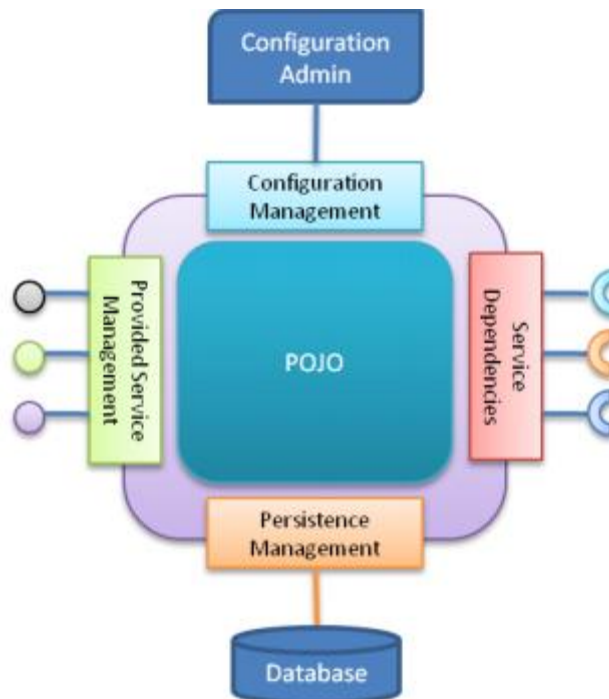 Configuration
Admin
Configuration
Management
Provided Service
Management
POJO
Service
Dependencies
Persistence
Management
Database